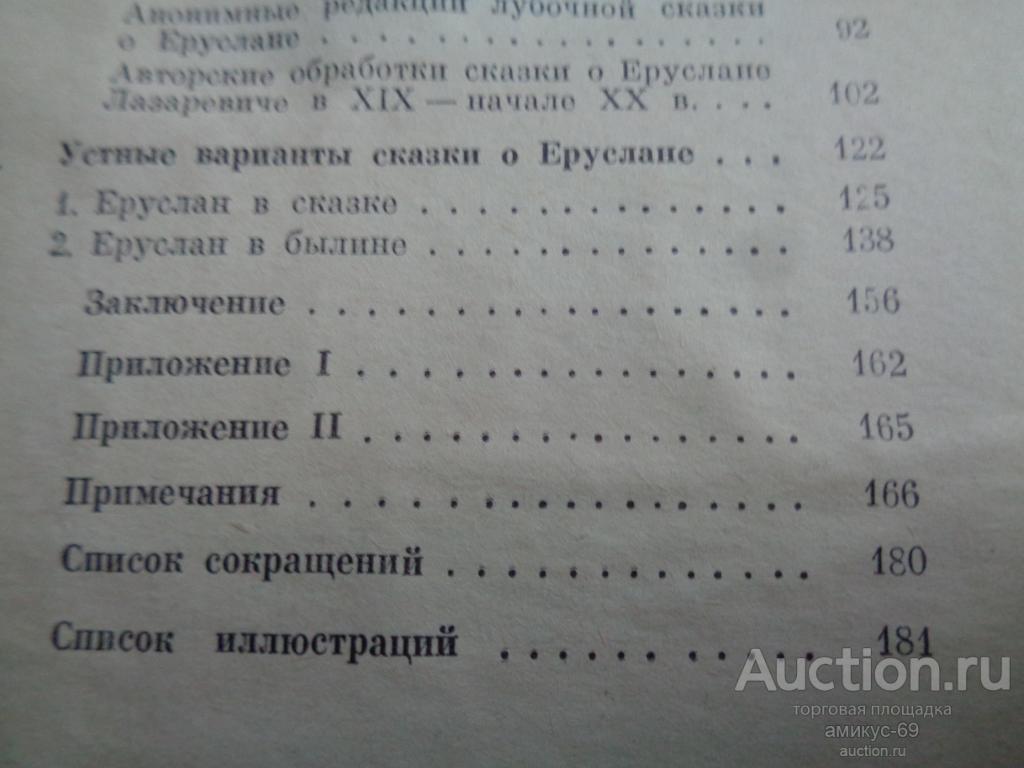 Анонимные редакции лубочной сказки
о Еруслане . . . . . . . . . . . . . . . 92
Авторские обработки сказки о Еруслане
Лазаревиче в XIX — начале XX в. . . . 102
Устные варианты сказки о Еруслане . . . 122
1. Еруслан в сказке . . . . . . . . . . . . . 125
2. Еруслан в былине . . . . . . . . . . . . . 138
Заключение . . . . . . . . . . . . . . . . . 156
Приложение I . . . . . . . . . . . . . . 162
Приложение II . . . . . . . . . . . . . . 165
Примечания . . . . . . . . . . . . . . . . 166
Список сокращений . . . . . . . . . . . . 180
Список иллюстраций . . . . . . . . . . . 181
Auction.ru
торговая площадка
амикус-69
auction.ru